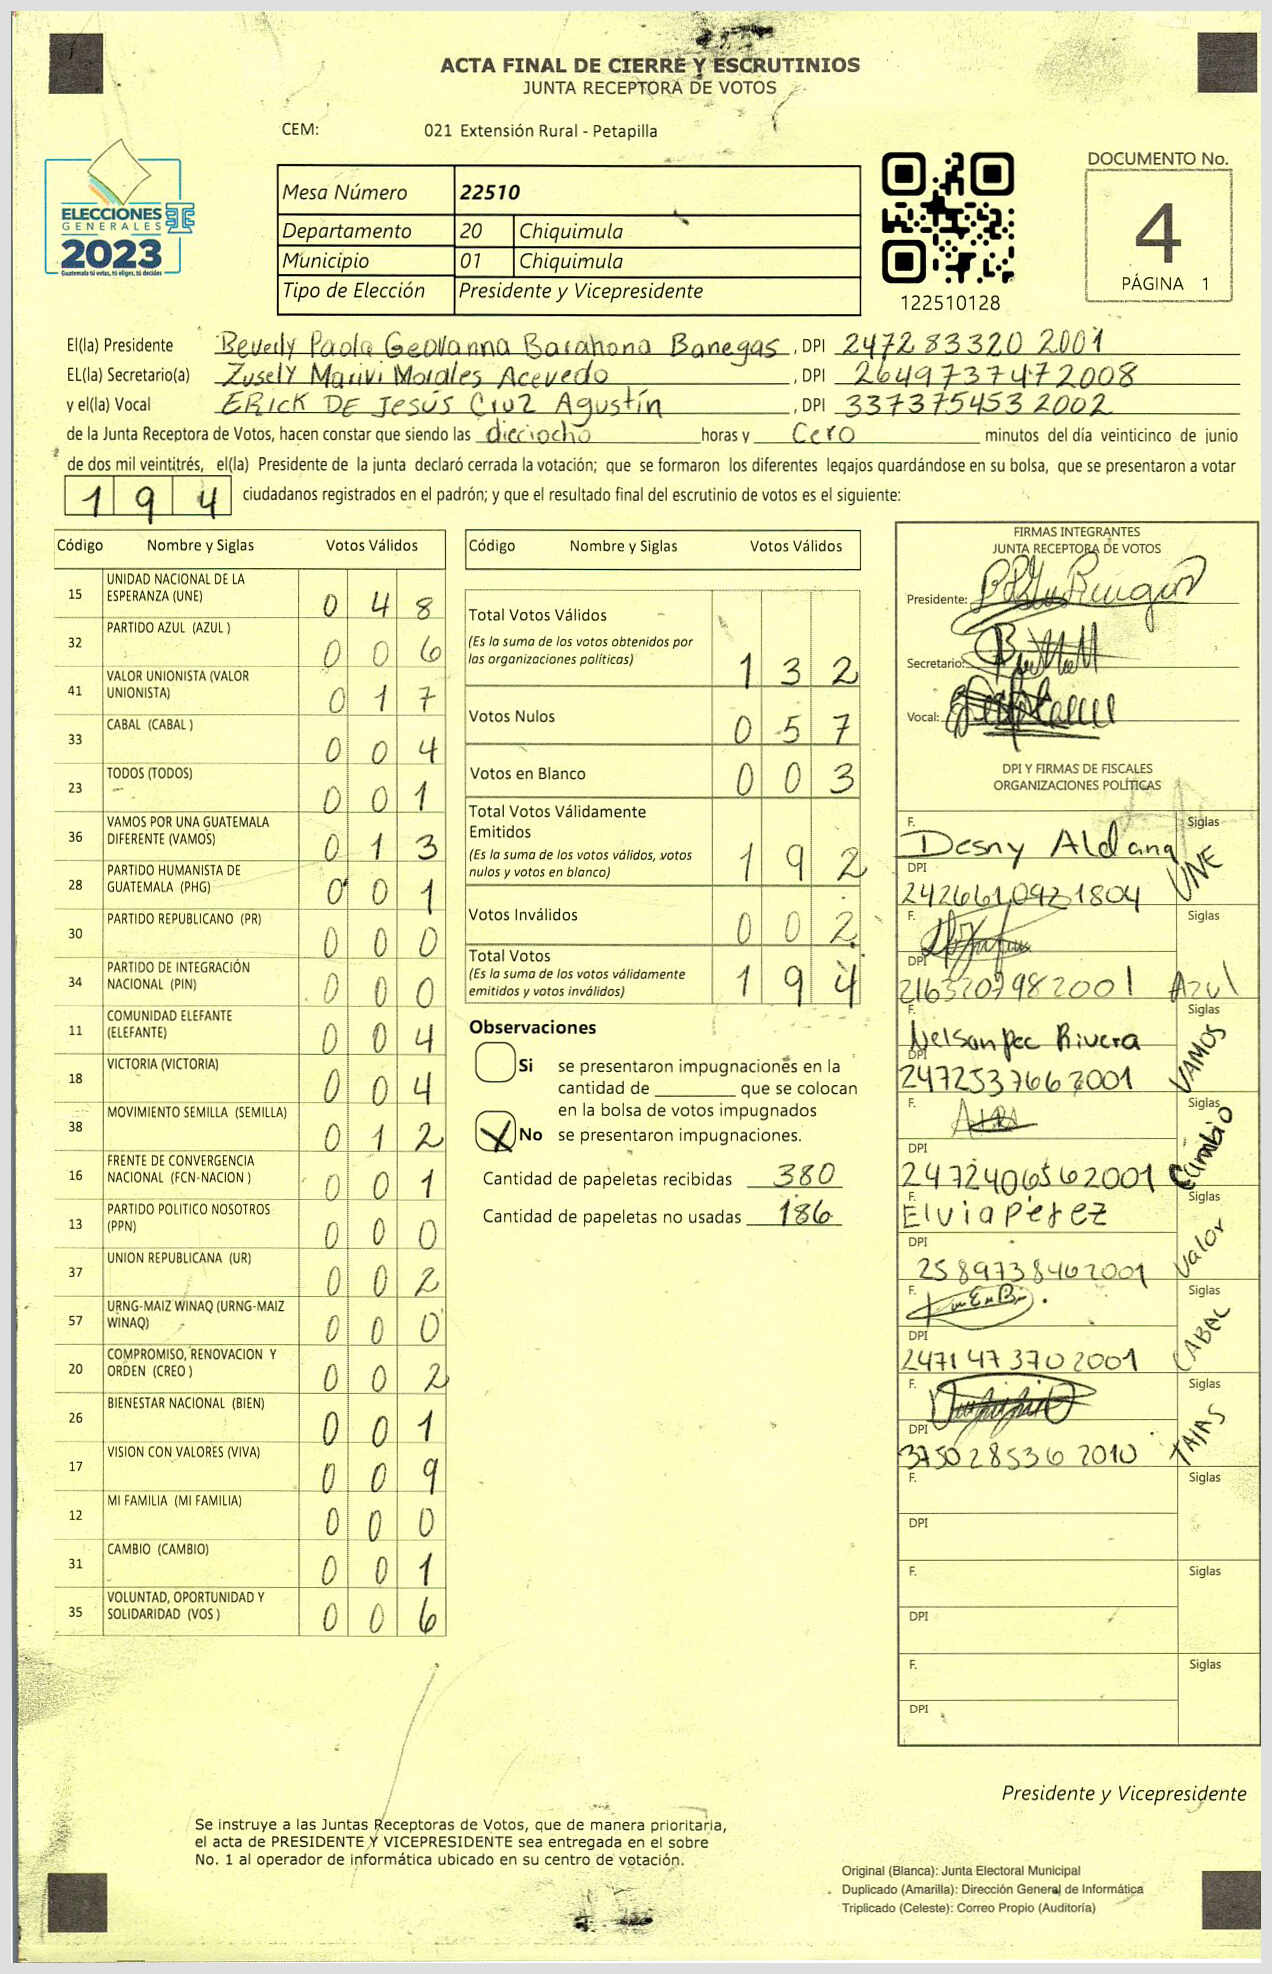 ACTA FINAL DE CIERRE Y ESCRUTINIOS
JUNTA RECEPTORA DE VOTOS
CEM: 021 Extensión Rural - Petapilla
ELECCIONES
GENERALES
2023
Guatemala tú votas, tú eliges, tú decides
Mesa Número 22510
Departamento 20 Chiquimula
Municipio 01 Chiquimula
Tipo de Elección Presidente y Vicepresidente
122510128
DOCUMENTO No.
4
PÁGINA 1
El(la) Presidente Beverly Paola Geovanna Barahona Banegas , DPI 2472 83320 2001
EL(la) Secretario(a) Zusely Marivi Morales Acevedo , DPI 2649737472008
y el(la) Vocal ERICK DE JESÚS Cruz Agustín , DPI 3373754532002
de la Junta Receptora de Votos, hacen constar que siendo las dieciocho horas y Cero minutos del día veinticinco de junio
de dos mil veintitrés, el(la) Presidente de la junta declaró cerrada la votación; que se formaron los diferentes legajos guardándose en su bolsa, que se presentaron a votar
194 ciudadanos registrados en el padrón; y que el resultado final del escrutinio de votos es el siguiente:
Código Nombre y Siglas Votos Válidos
15 UNIDAD NACIONAL DE LA ESPERANZA (UNE) 0 4 8
32 PARTIDO AZUL (AZUL ) 0 0 6
41 VALOR UNIONISTA (VALOR UNIONISTA) 0 1 7
33 CABAL (CABAL ) 0 0 4
23 TODOS (TODOS) 0 0 1
36 VAMOS POR UNA GUATEMALA DIFERENTE (VAMOS) 0 1 3
28 PARTIDO HUMANISTA DE GUATEMALA (PHG) 0 0 1
30 PARTIDO REPUBLICANO (PR) 0 0 0
34 PARTIDO DE INTEGRACIÓN NACIONAL (PIN) 0 0 0
11 COMUNIDAD ELEFANTE (ELEFANTE) 0 0 4
18 VICTORIA (VICTORIA) 0 0 4
38 MOVIMIENTO SEMILLA (SEMILLA) 0 1 2
16 FRENTE DE CONVERGENCIA NACIONAL (FCN-NACION ) 0 0 1
13 PARTIDO POLITICO NOSOTROS (PPN) 0 0 0
37 UNION REPUBLICANA (UR) 0 0 2
57 URNG-MAIZ WINAQ (URNG-MAIZ WINAQ) 0 0 0
20 COMPROMISO, RENOVACION Y ORDEN (CREO ) 0 0 2
26 BIENESTAR NACIONAL (BIEN) 0 0 1
17 VISION CON VALORES (VIVA) 0 0 9
12 MI FAMILIA (MI FAMILIA) 0 0 0
31 CAMBIO (CAMBIO) 0 0 1
35 VOLUNTAD, OPORTUNIDAD Y SOLIDARIDAD (VOS ) 0 0 6
Código Nombre y Siglas Votos Válidos
Total Votos Válidos 1 3 2
(Es la suma de los votos obtenidos por
las organizaciones políticas)
Votos Nulos 0 5 7
Votos en Blanco 0 0 3
Total Votos Válidamente
Emitidos 1 9 2
(Es la suma de los votos válidos, votos
nulos y votos en blanco)
Votos Inválidos 0 0 2
Total Votos 1 9 4
(Es la suma de los votos válidamente
emitidos y votos inválidos)
Observaciones
Si se presentaron impugnaciones en la
cantidad de ________ que se colocan
en la bolsa de votos impugnados
X No se presentaron impugnaciones.
Cantidad de papeletas recibidas 380
Cantidad de papeletas no usadas 186
FIRMAS INTEGRANTES
JUNTA RECEPTORA DE VOTOS
Presidente:
Secretario:
Vocal:
DPI Y FIRMAS DE FISCALES
ORGANIZACIONES POLÍTICAS
F. Desny Aldana Siglas UNE
DPI
F. Siglas Azul
DPI 2163207982001
F. Nelson Rivera Siglas VAMOS
DPI 2472537662001
F. Siglas Cambio
DPI 2472406562001
F. Elvia Pérez Siglas Valor
DPI 2589738462001
F. Siglas CABAL
DPI 2471473702001
F. Siglas
DPI 3750285362010
F. Siglas
DPI
F. Siglas
DPI
F. Siglas
DPI
Presidente y Vicepresidente
Se instruye a las Juntas Receptoras de Votos, que de manera prioritaria,
el acta de PRESIDENTE Y VICEPRESIDENTE sea entregada en el sobre
No. 1 al operador de informática ubicado en su centro de votación.
Original (Blanca): Junta Electoral Municipal
Duplicado (Amarilla): Dirección General de Informática
Triplicado (Celeste): Correo Propio (Auditoría)